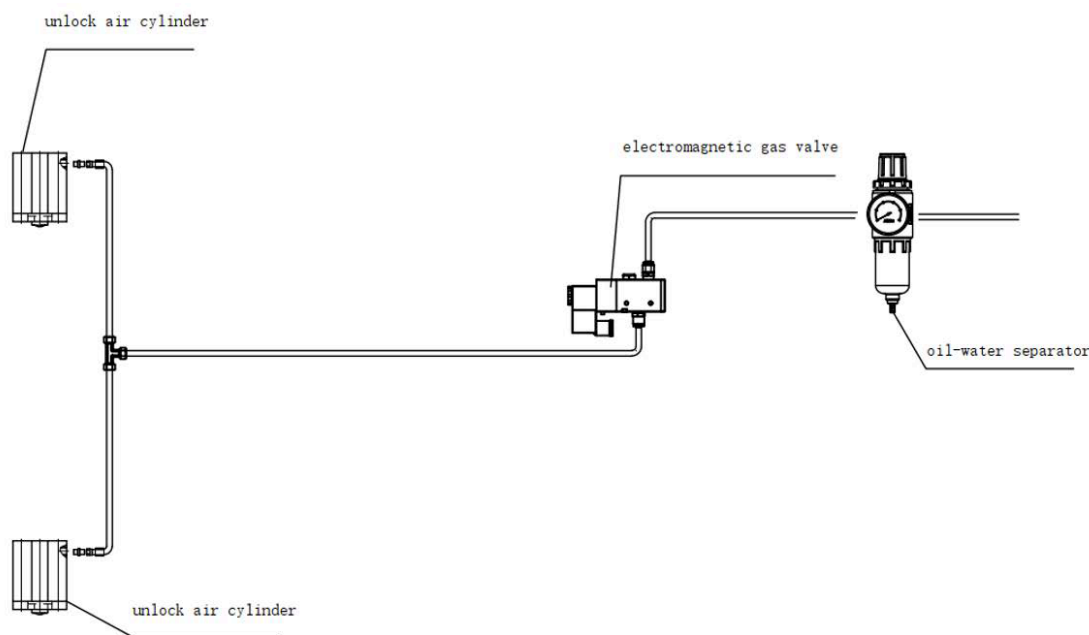 unlock air cylinder
electromagnetic gas valve
oil-water separator
unlock air cylinder